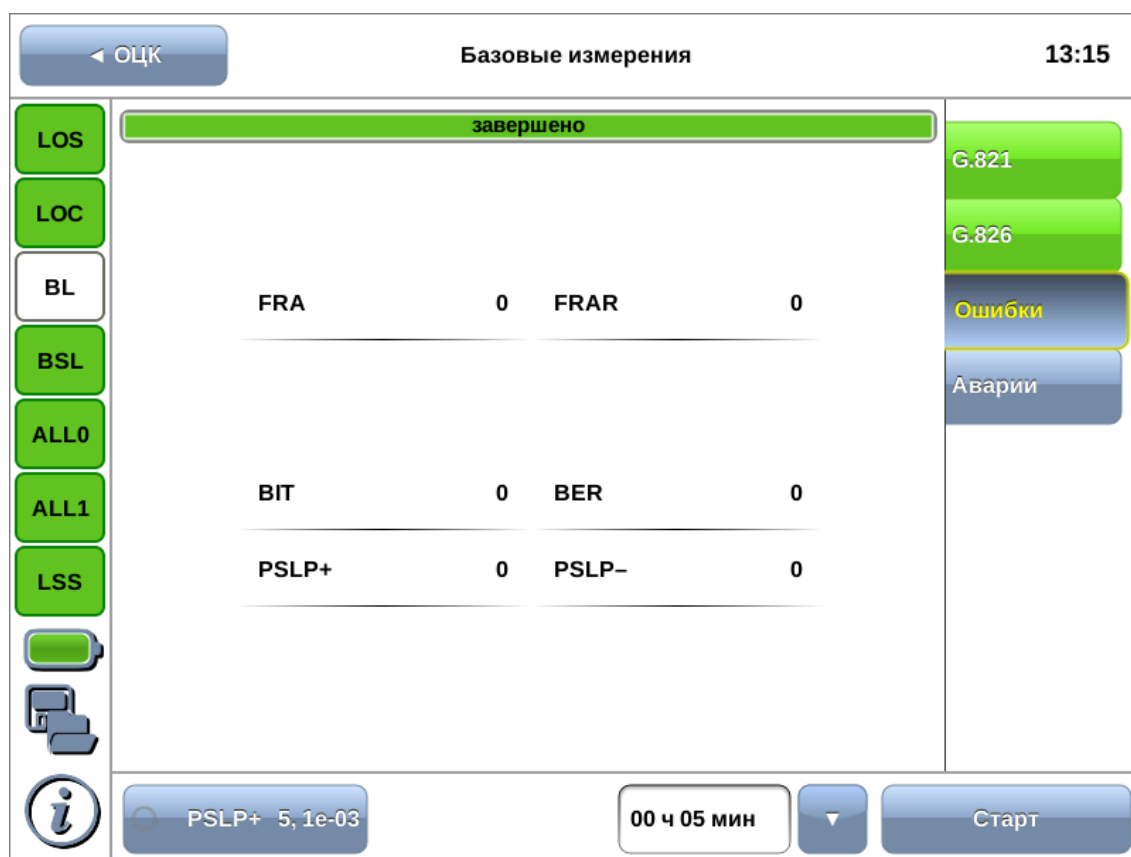 ◄ ОЦК
Базовые измерения
13:15
LOS
LOC
BL
BSL
ALL0
ALL1
LSS
завершено
FRA 0 FRAR 0
BIT 0 BER 0
PSLP+ 0 PSLP– 0
G.821
G.826
Ошибки
Аварии
i
PSLP+ 5, 1e-03
00 ч 05 мин
▼
Старт